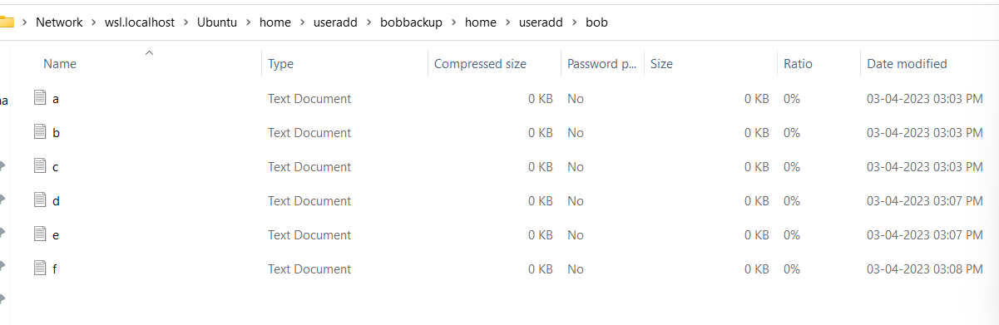 Network > wsl.localhost > Ubuntu > home > useradd > bobbackup > home > useradd > bob
Name Type Compressed size Password p... Size Ratio Date modified
a Text Document 0 KB No 0 KB 0% 03-04-2023 03:03 PM
b Text Document 0 KB No 0 KB 0% 03-04-2023 03:03 PM
c Text Document 0 KB No 0 KB 0% 03-04-2023 03:03 PM
d Text Document 0 KB No 0 KB 0% 03-04-2023 03:07 PM
e Text Document 0 KB No 0 KB 0% 03-04-2023 03:07 PM
f Text Document 0 KB No 0 KB 0% 03-04-2023 03:08 PM